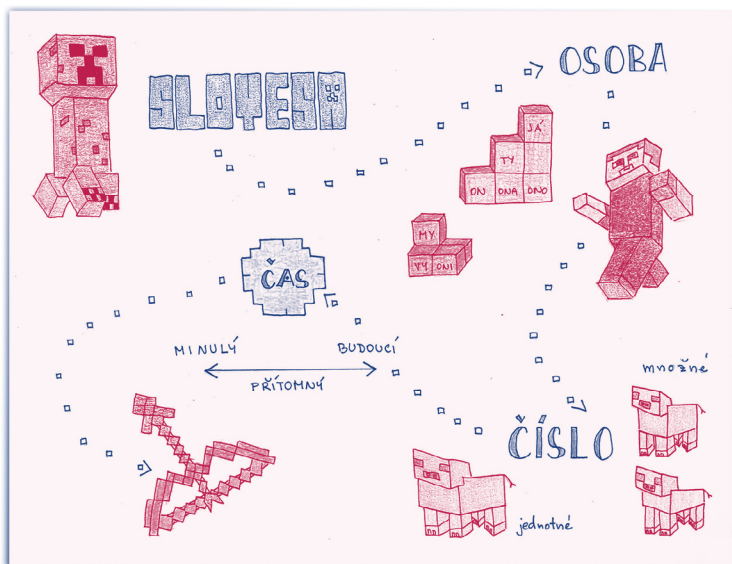 SLOVESA
OSOBA
JÁ
TY
ON ONA ONO
MY
VY ONI
ČAS
MINULÝ
BUDOUCÍ
PŘÍTOMNÝ
množné
ČÍSLO
jednotné